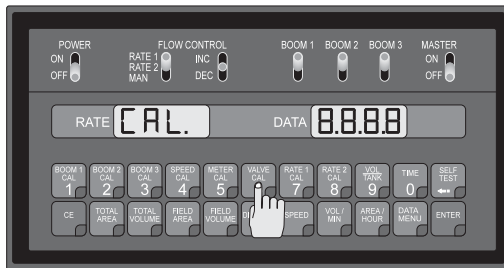 POWER FLOW CONTROL BOOM 1 BOOM 2 BOOM 3 MASTER
ON RATE 1 INC ON
RATE 2
OFF MAN DEC OFF
RATE CAL. DATA 8.8.8.8
BOOM 1 CAL 1 BOOM 2 CAL 2 BOOM 3 CAL 3 SPEED CAL 4 METER CAL 5 VALVE CAL RATE 1 CAL 7 RATE 2 CAL 8 VOL TANK 9 TIME 0 SELF TEST
CE TOTAL AREA TOTAL VOLUME FIELD AREA FIELD VOLUME SPEED VOL / MIN AREA / HOUR DATA MENU ENTER